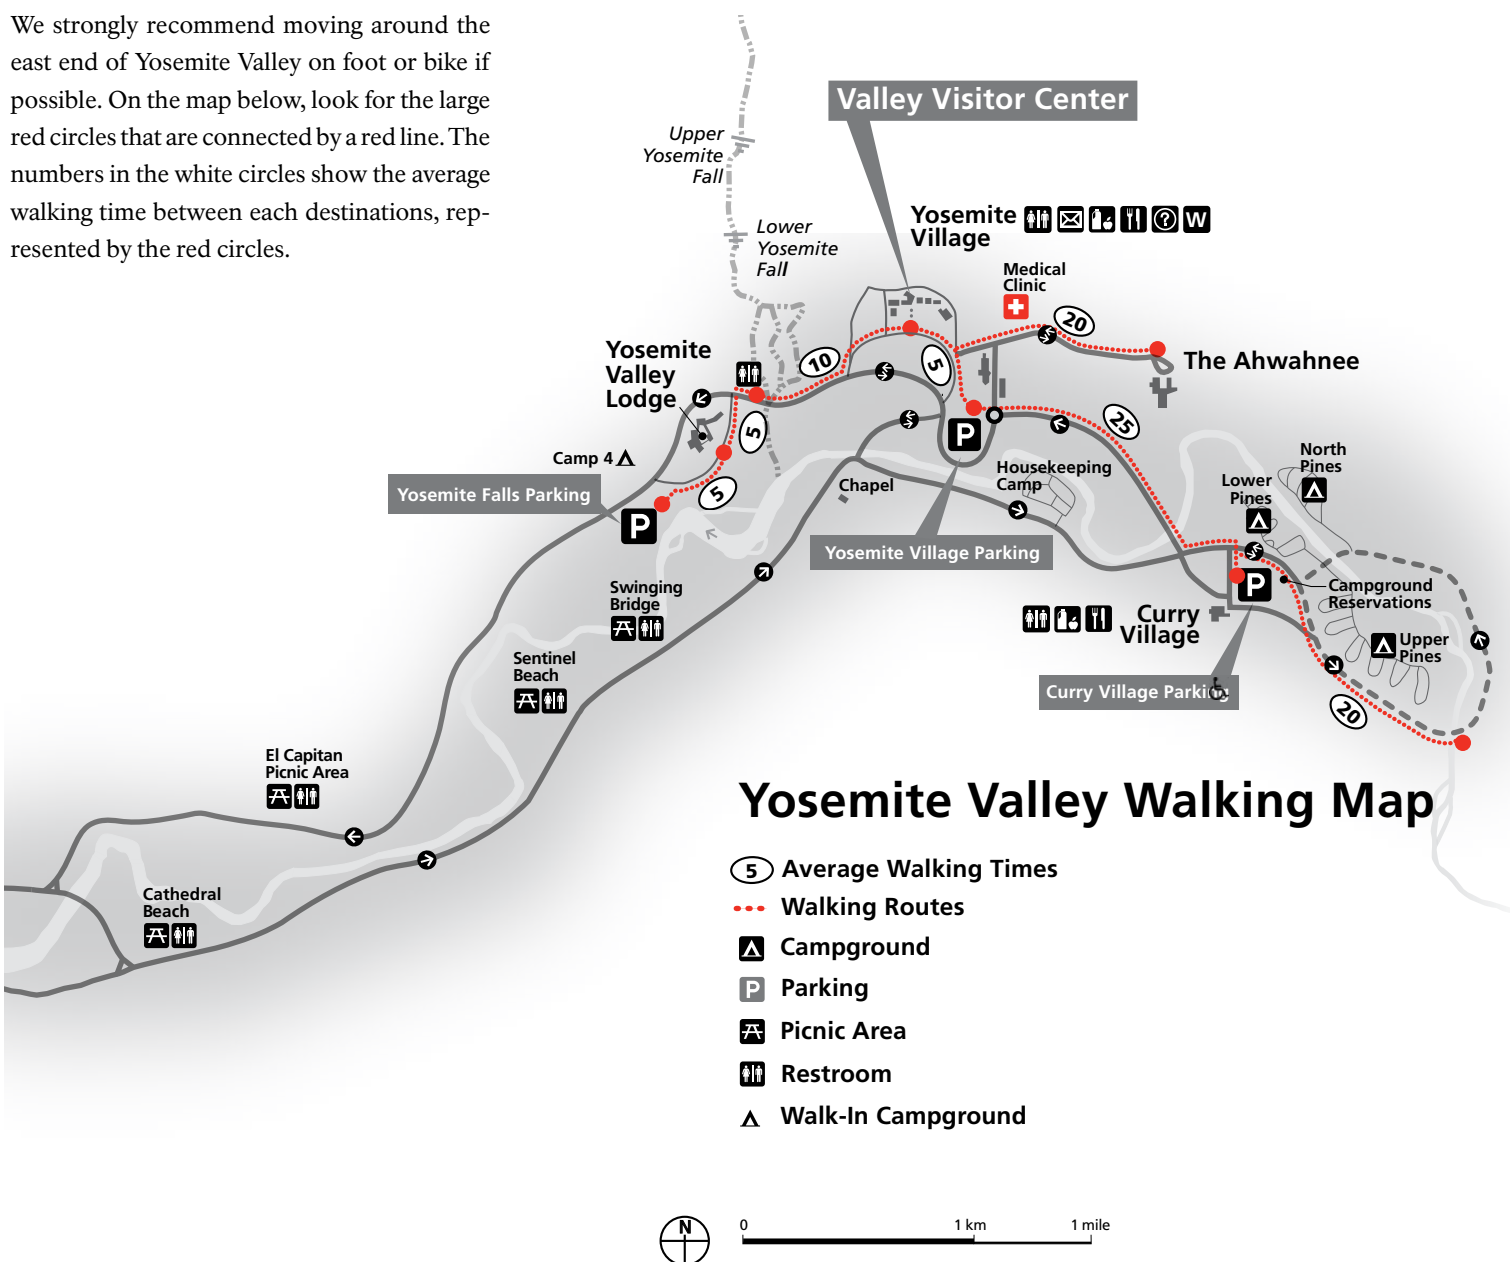 We strongly recommend moving around the
east end of Yosemite Valley on foot or bike if
possible. On the map below, look for the large
red circles that are connected by a red line. The
numbers in the white circles show the average
walking time between each destinations, rep-
resented by the red circles.
Valley Visitor Center
Upper
Yosemite
Fall
Lower
Yosemite
Fall
Yosemite
Village
W
Medical
Clinic
20
The Ahwahnee
Yosemite
Valley
Lodge
10
5
5
25
P
Camp 4
Yosemite Falls Parking
5
P
Chapel
Housekeeping
Camp
North
Pines
Lower
Pines
Yosemite Village Parking
P
Campground
Reservations
Swinging
Bridge
Curry
Village
Upper
Pines
Sentinel
Beach
Curry Village Parking
20
El Capitan
Picnic Area
Cathedral
Beach
Yosemite Valley Walking Map
5 Average Walking Times
Walking Routes
Campground
P Parking
Picnic Area
Restroom
Walk-In Campground
N
0 1 km 1 mile